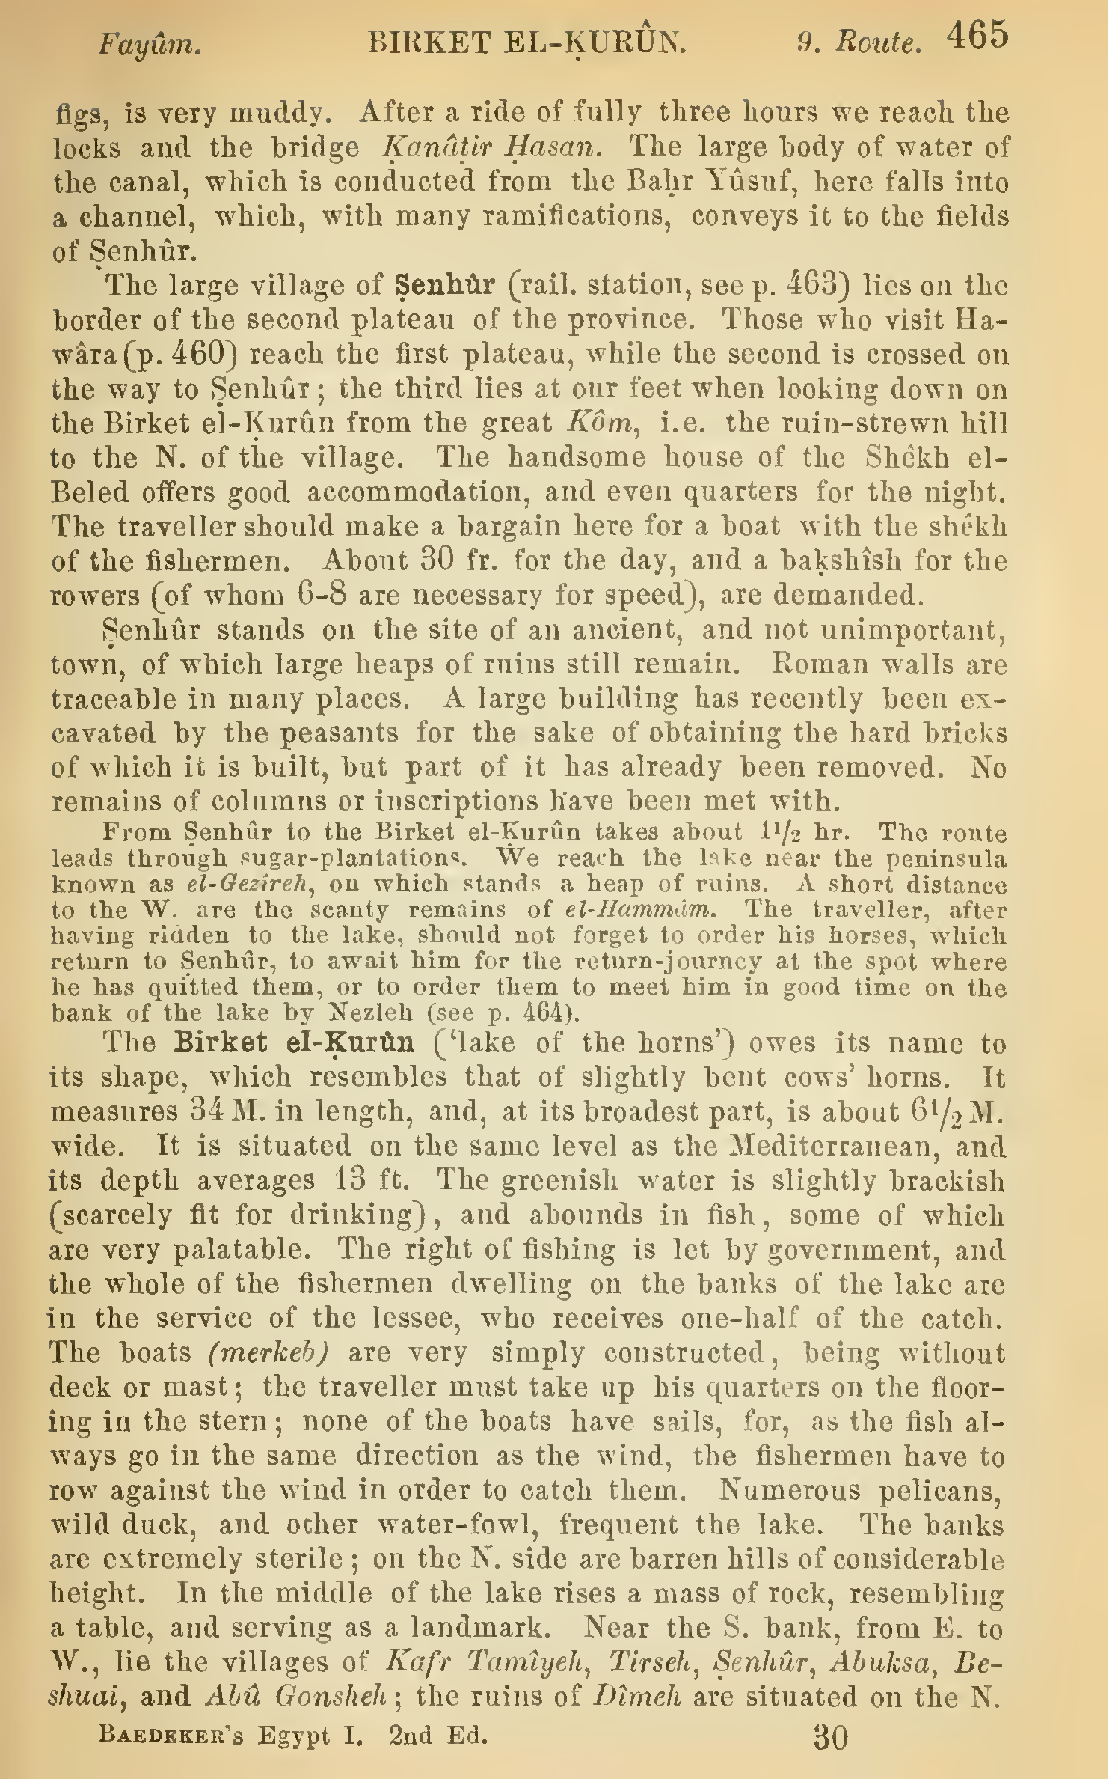 Fayûm. BIRKET EL-ḲURÛN. 9. Route. 465
figs, is very muddy. After a ride of fully three hours we reach the
locks and the bridge Ḳanâṭir Hasan. The large body of water of
the canal, which is conducted from the Baḥr Yûsuf, here falls into
a channel, which, with many ramifications, conveys it to the fields
of Ṣenhûr.
The large village of Ṣenhûr (rail. station, see p. 463) lies on the
border of the second plateau of the province. Those who visit Ha-
wâra (p. 460) reach the first plateau, while the second is crossed on
the way to Ṣenhûr; the third lies at our feet when looking down on
the Birket el-Ḳurûn from the great Kôm, i.e. the ruin-strewn hill
to the N. of the village. The handsome house of the Shêkh el-
Beled offers good accommodation, and even quarters for the night.
The traveller should make a bargain here for a boat with the shêkh
of the fishermen. About 30 fr. for the day, and a baḳshîsh for the
rowers (of whom 6-8 are necessary for speed), are demanded.
Ṣenhûr stands on the site of an ancient, and not unimportant,
town, of which large heaps of ruins still remain. Roman walls are
traceable in many places. A large building has recently been ex-
cavated by the peasants for the sake of obtaining the hard bricks
of which it is built, but part of it has already been removed. No
remains of columns or inscriptions have been met with.
From Ṣenhûr to the Birket el-Ḳurûn takes about 1½ hr. The route
leads through sugar-plantations. We reach the lake near the peninsula
known as el-Gezîreh, on which stands a heap of ruins. A short distance
to the W. are the scanty remains of el-Hammâm. The traveller, after
having ridden to the lake, should not forget to order his horses, which
return to Ṣenhûr, to await him for the return-journey at the spot where
he has quitted them, or to order them to meet him in good time on the
bank of the lake by Nezleh (see p. 464).
The Birket el-Ḳurûn ('lake of the horns') owes its name to
its shape, which resembles that of slightly bent cows' horns. It
measures 34 M. in length, and, at its broadest part, is about 6½ M.
wide. It is situated on the same level as the Mediterranean, and
its depth averages 13 ft. The greenish water is slightly brackish
(scarcely fit for drinking), and abounds in fish, some of which
are very palatable. The right of fishing is let by government, and
the whole of the fishermen dwelling on the banks of the lake are
in the service of the lessee, who receives one-half of the catch.
The boats (merkeb) are very simply constructed, being without
deck or mast; the traveller must take up his quarters on the floor-
ing in the stern; none of the boats have sails, for, as the fish al-
ways go in the same direction as the wind, the fishermen have to
row against the wind in order to catch them. Numerous pelicans,
wild duck, and other water-fowl, frequent the lake. The banks
are extremely sterile; on the N. side are barren hills of considerable
height. In the middle of the lake rises a mass of rock, resembling
a table, and serving as a landmark. Near the S. bank, from E. to
W., lie the villages of Kafr Tamîyeh, Tirseh, Ṣenhûr, Abuksa, Be-
shuai, and Abû Gonsheh; the ruins of Dîmeh are situated on the N.
BAEDEKER's Egypt I. 2nd Ed. 30